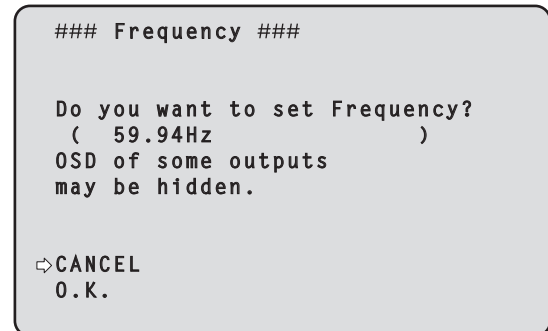 ### Frequency ###
Do you want to set Frequency?
( 59.94Hz )
OSD of some outputs
may be hidden.
⇨CANCEL
O.K.